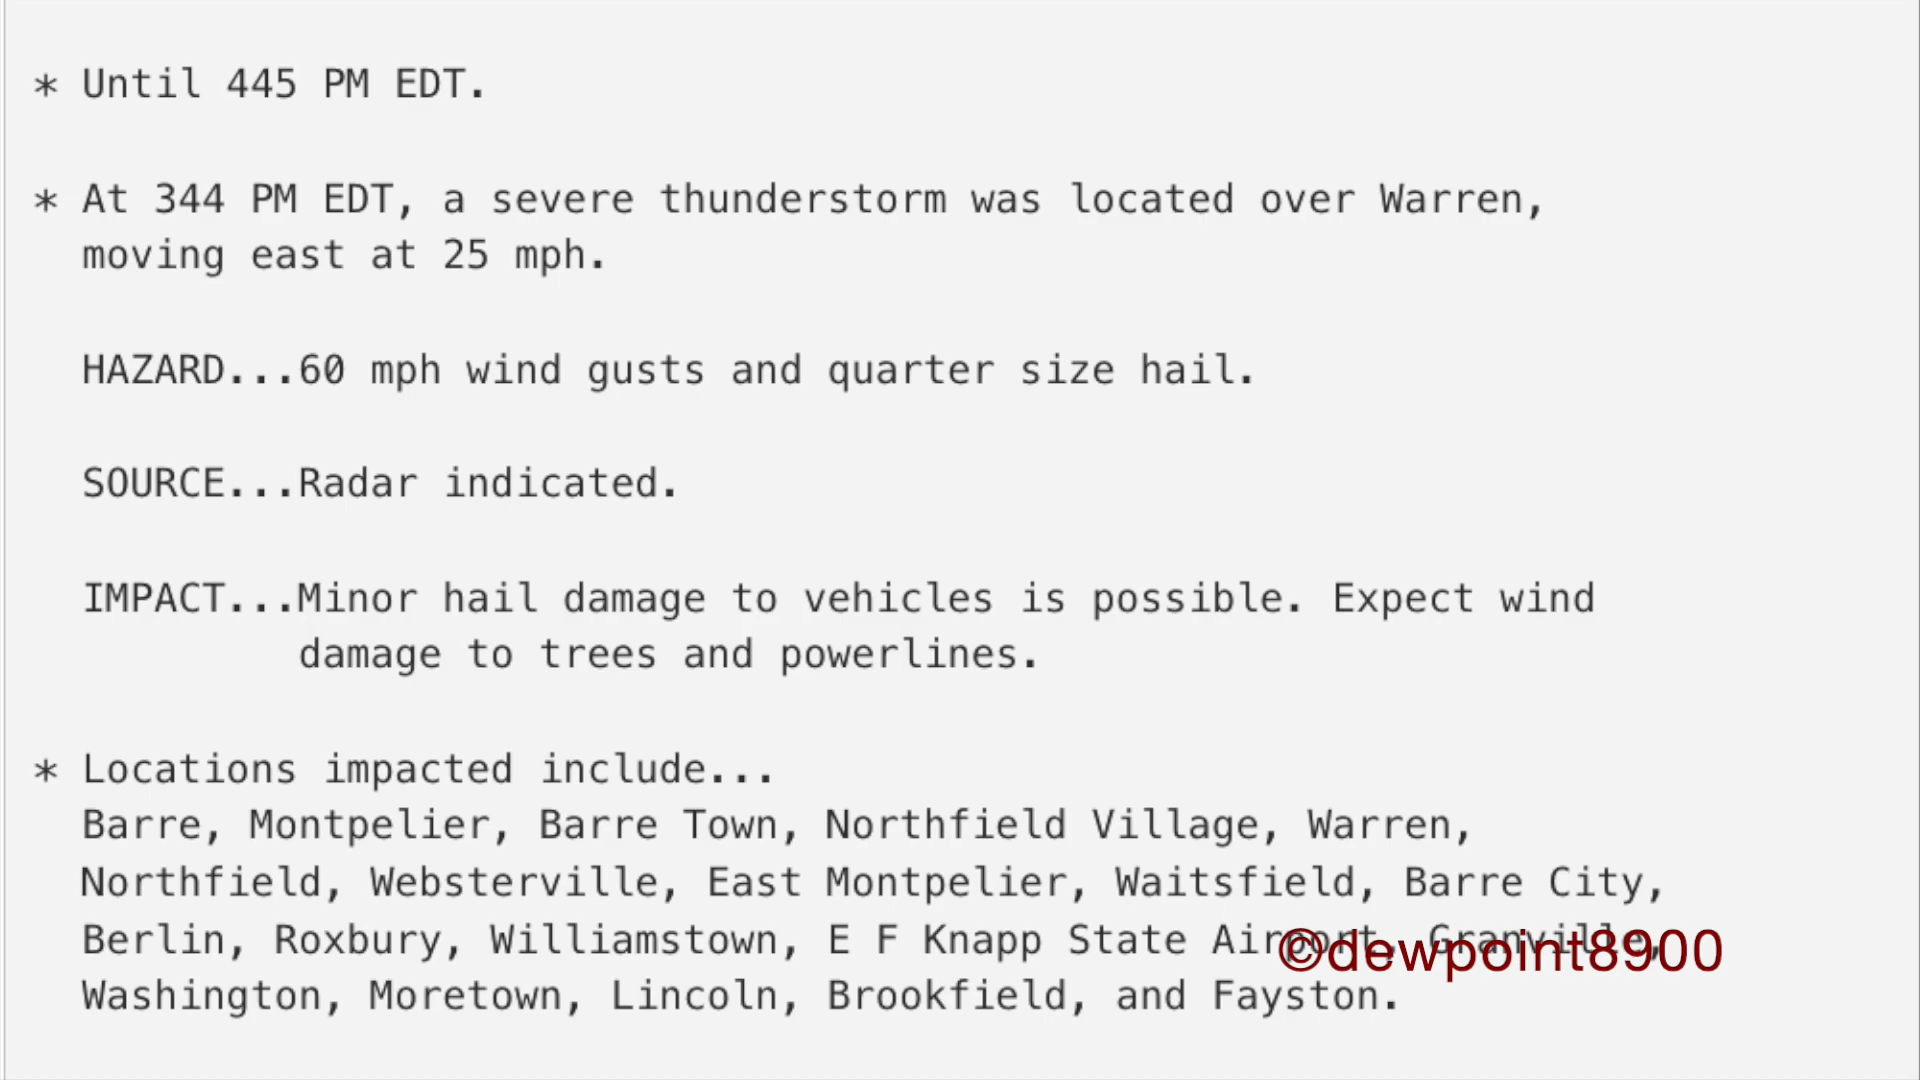 * Until 445 PM EDT.
* At 344 PM EDT, a severe thunderstorm was located over Warren,
moving east at 25 mph.
HAZARD...60 mph wind gusts and quarter size hail.
SOURCE...Radar indicated.
IMPACT...Minor hail damage to vehicles is possible. Expect wind
damage to trees and powerlines.
* Locations impacted include...
Barre, Montpelier, Barre Town, Northfield Village, Warren,
Northfield, Websterville, East Montpelier, Waitsfield, Barre City,
Berlin, Roxbury, Williamstown, E F Knapp State Airport, Granville,
©dewpoint8900
Washington, Moretown, Lincoln, Brookfield, and Fayston.